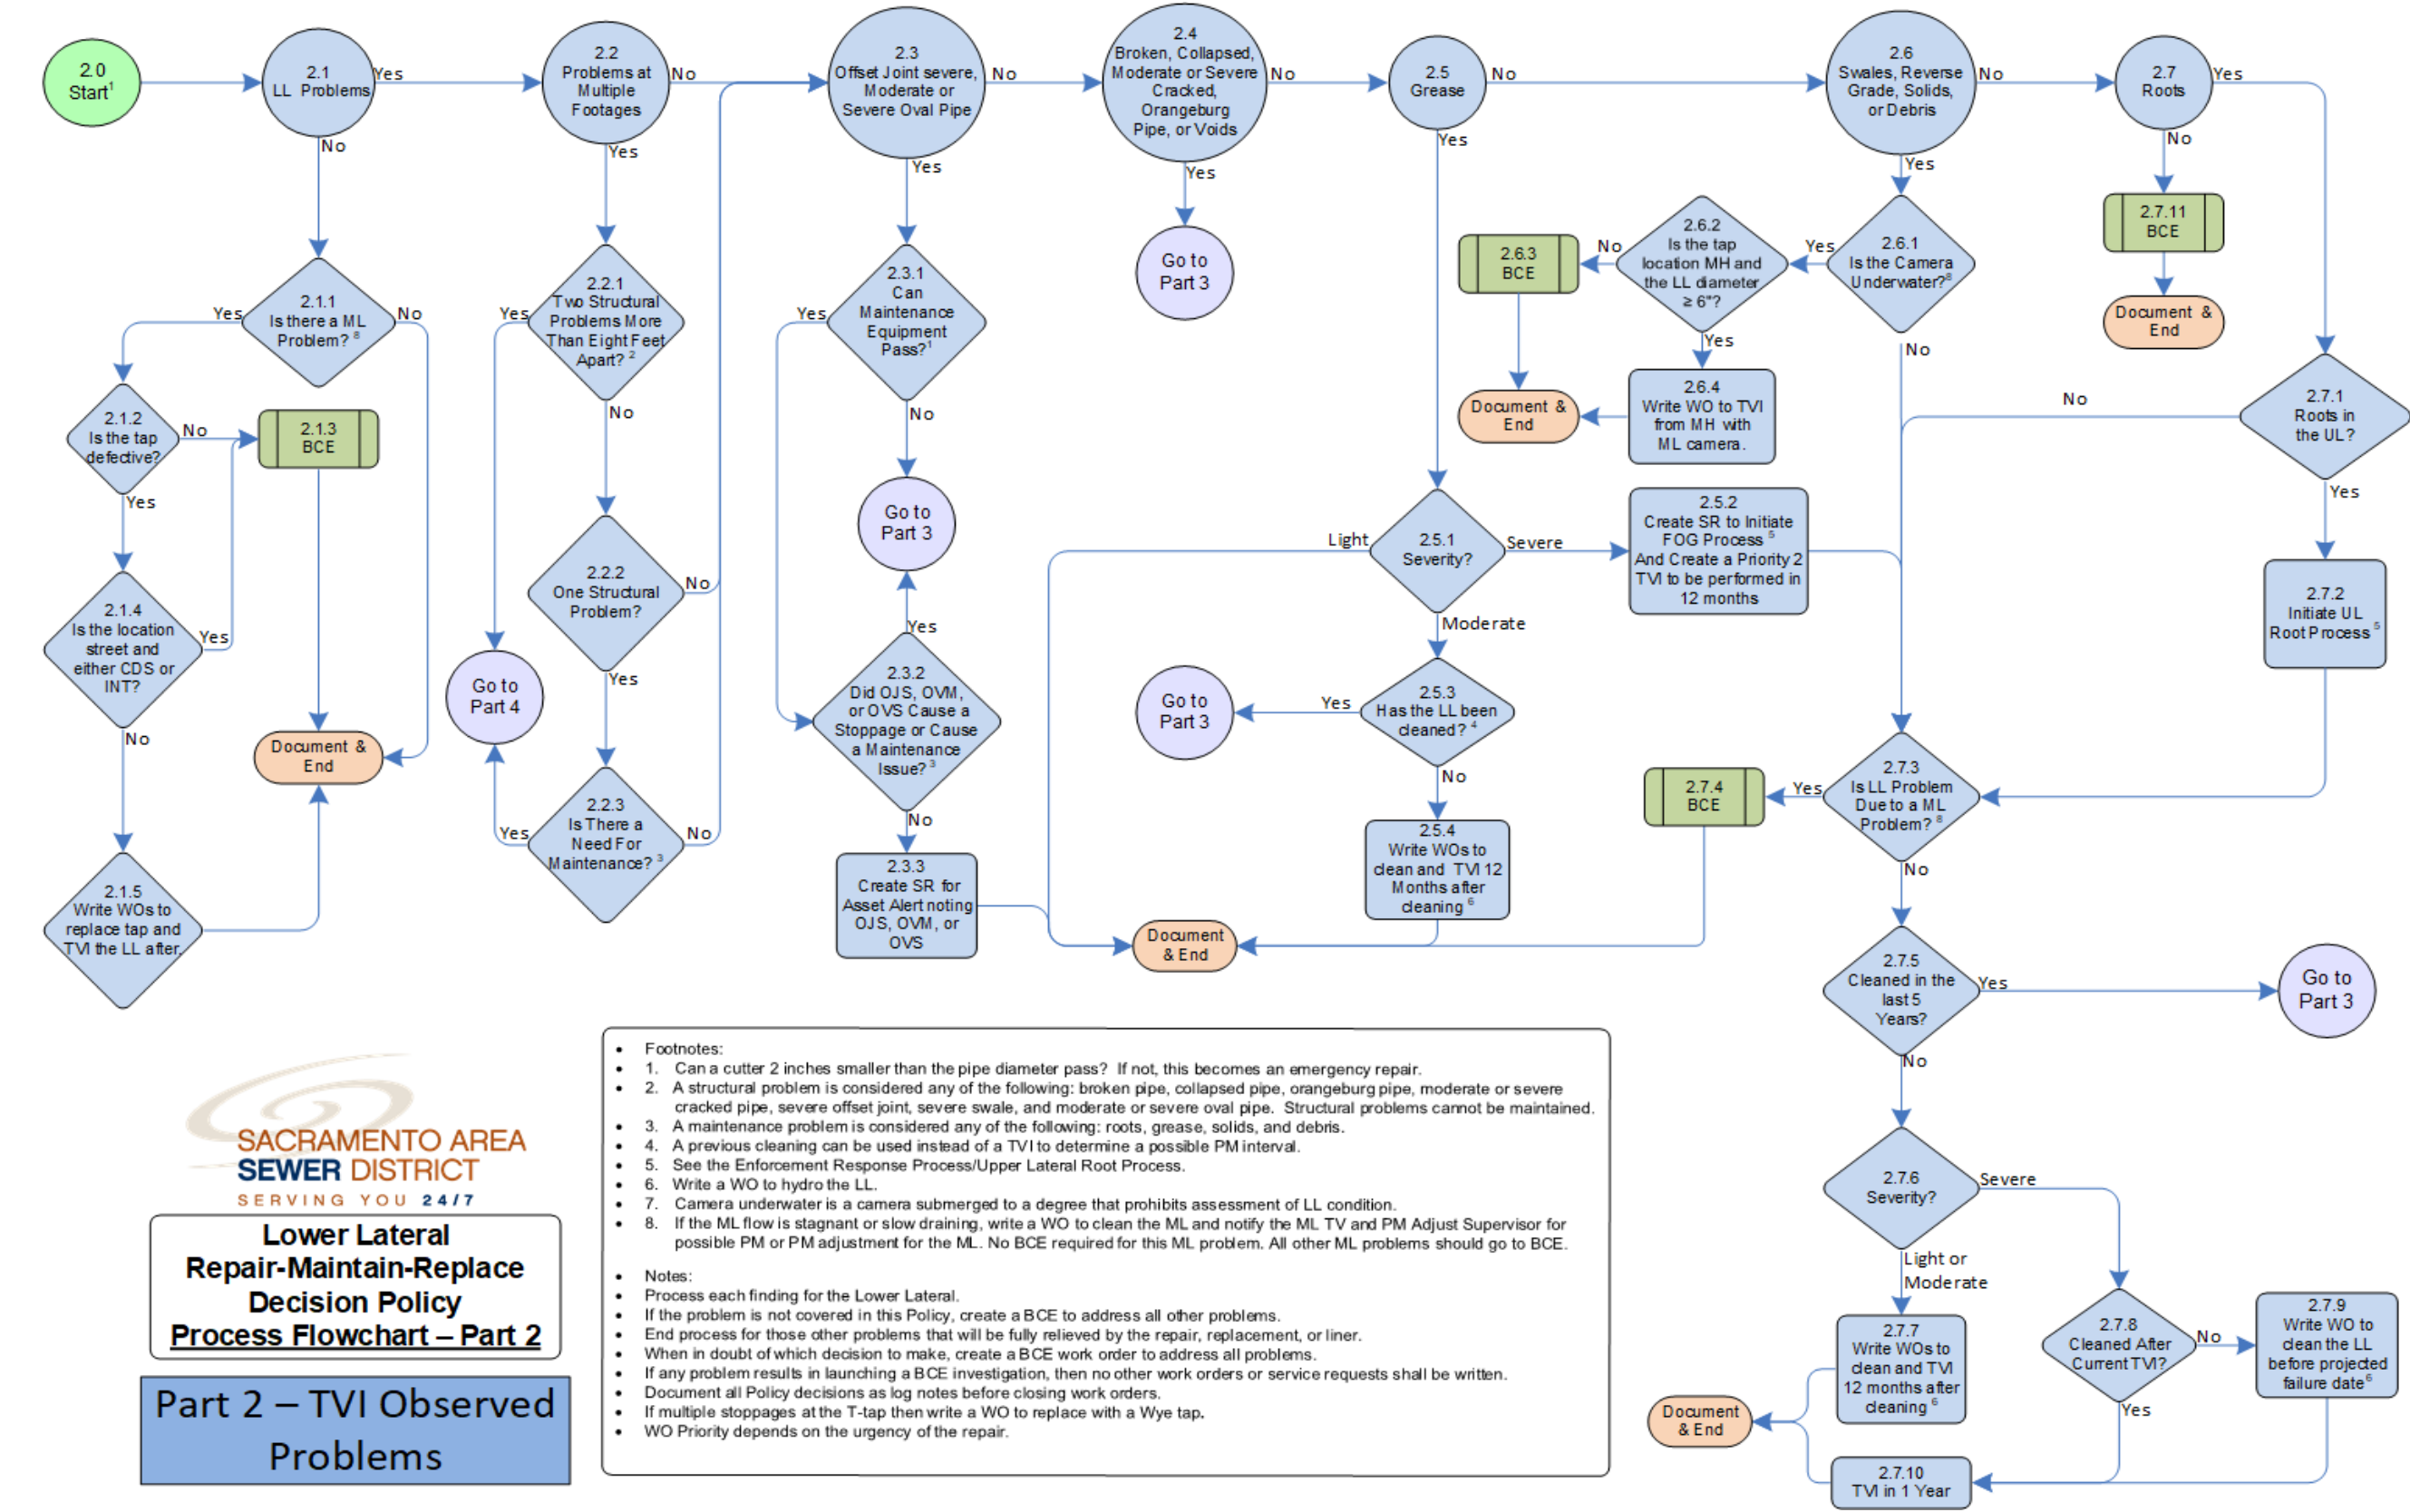 2.0
Start1
2.1
LL Problems
Yes
No
2.2
Problems at
Multiple
Footages
No
Yes
2.3
Offset Joint severe,
Moderate or
Severe Oval Pipe
No
Yes
2.4
Broken, Collapsed,
Moderate or Severe
Cracked,
Orangeburg
Pipe, or Voids
No
Yes
2.5
Grease
No
Yes
2.6
Swales, Reverse
Grade, Solids,
or Debris
No
Yes
2.7
Roots
Yes
No
2.1.1
Is there a ML
Problem? 8
Yes
No
2.1.2
Is the tap
defective?
No
Yes
2.1.3
BCE
2.1.4
Is the location
street and
either CDS or
INT?
Yes
No
2.1.5
Write WOs to
replace tap and
TVI the LL after.
Document &
End
2.2.1
Two Structural
Problems More
Than Eight Feet
Apart? 2
Yes
No
2.2.2
One Structural
Problem?
No
Yes
Go to
Part 4
2.2.3
Is There a
Need For
Maintenance? 3
Yes
No
2.3.1
Can
Maintenance
Equipment
Pass?1
Yes
No
Go to
Part 3
Yes
2.3.2
Did OJS, OVM,
or OVS Cause a
Stoppage or Cause
a Maintenance
Issue? 3
No
2.3.3
Create SR for
Asset Alert noting
OJS, OVM, or
OVS
Go to
Part 3
2.5.1
Severity?
Light
Severe
Moderate
2.5.2
Create SR to Initiate
FOG Process 5
And Create a Priority 2
TVI to be performed in
12 months
2.5.3
Has the LL been
cleaned? 4
Yes
No
Go to
Part 3
2.5.4
Write WOs to
clean and TVI 12
Months after
cleaning 6
Document
& End
2.6.1
Is the Camera
Underwater?8
Yes
No
2.6.2
Is the tap
location MH and
the LL diameter
≥ 6"?
No
Yes
2.6.3
BCE
2.6.4
Write WO to TVI
from MH with
ML camera.
Document &
End
2.7.11
BCE
Document &
End
2.7.1
Roots in
the UL?
No
Yes
2.7.2
Initiate UL
Root Process 5
2.7.3
Is LL Problem
Due to a ML
Problem? 8
Yes
No
2.7.4
BCE
2.7.5
Cleaned in the
last 5
Years?
Yes
No
Go to
Part 3
2.7.6
Severity?
Severe
Light or
Moderate
2.7.7
Write WOs to
clean and TVI
12 months after
cleaning 6
2.7.8
Cleaned After
Current TVI?
No
Yes
2.7.9
Write WO to
clean the LL
before projected
failure date6
2.7.10
TVI in 1 Year
Document
& End
SACRAMENTO AREA
SEWER DISTRICT
SERVING YOU 24/7
Lower Lateral
Repair-Maintain-Replace
Decision Policy
Process Flowchart – Part 2
Part 2 – TVI Observed
Problems
• Footnotes:
• 1. Can a cutter 2 inches smaller than the pipe diameter pass? If not, this becomes an emergency repair.
• 2. A structural problem is considered any of the following: broken pipe, collapsed pipe, orangeburg pipe, moderate or severe
cracked pipe, severe offset joint, severe swale, and moderate or severe oval pipe. Structural problems cannot be maintained.
• 3. A maintenance problem is considered any of the following: roots, grease, solids, and debris.
• 4. A previous cleaning can be used instead of a TVI to determine a possible PM interval.
• 5. See the Enforcement Response Process/Upper Lateral Root Process.
• 6. Write a WO to hydro the LL.
• 7. Camera underwater is a camera submerged to a degree that prohibits assessment of LL condition.
• 8. If the ML flow is stagnant or slow draining, write a WO to clean the ML and notify the ML TV and PM Adjust Supervisor for
possible PM or PM adjustment for the ML. No BCE required for this ML problem. All other ML problems should go to BCE.
• Notes:
• Process each finding for the Lower Lateral.
• If the problem is not covered in this Policy, create a BCE to address all other problems.
• End process for those other problems that will be fully relieved by the repair, replacement, or liner.
• When in doubt of which decision to make, create a BCE work order to address all problems.
• If any problem results in launching a BCE investigation, then no other work orders or service requests shall be written.
• Document all Policy decisions as log notes before closing work orders.
• If multiple stoppages at the T-tap then write a WO to replace with a Wye tap.
• WO Priority depends on the urgency of the repair.